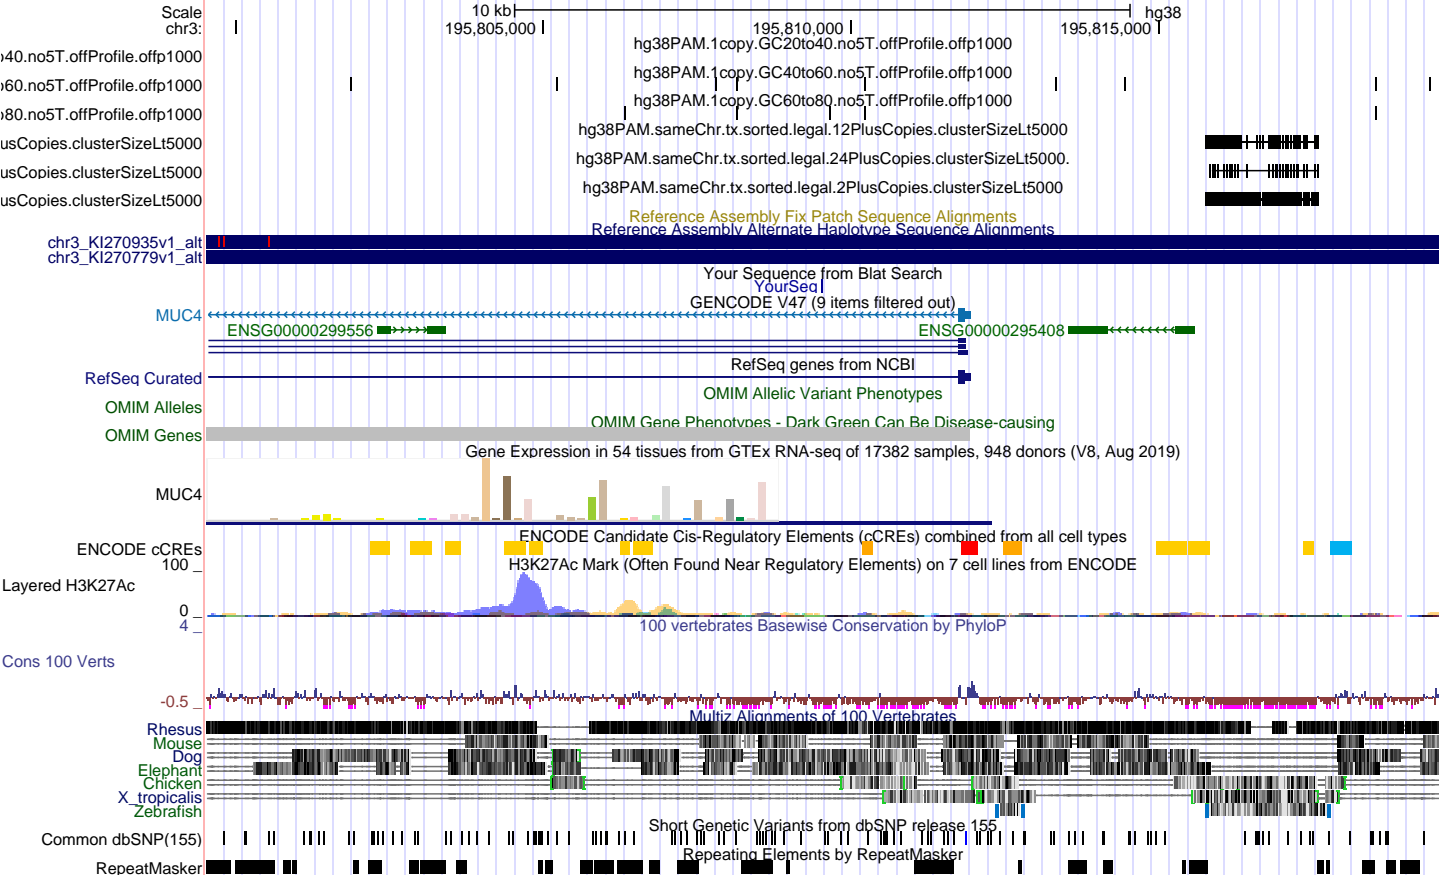 Scale 10 kb hg38
chr3: 195,805,000 195,810,000 195,815,000
hg38PAM.1copy.GC20to40.no5T.offProfile.offp1000
40.no5T.offProfile.offp1000
hg38PAM.1copy.GC40to60.no5T.offProfile.offp1000
60.no5T.offProfile.offp1000
hg38PAM.1copy.GC60to80.no5T.offProfile.offp1000
80.no5T.offProfile.offp1000
hg38PAM.sameChr.tx.sorted.legal.12PlusCopies.clusterSizeLt5000
usCopies.clusterSizeLt5000
hg38PAM.sameChr.tx.sorted.legal.24PlusCopies.clusterSizeLt5000.
usCopies.clusterSizeLt5000
hg38PAM.sameChr.tx.sorted.legal.2PlusCopies.clusterSizeLt5000
usCopies.clusterSizeLt5000
Reference Assembly Fix Patch Sequence Alignments
Reference Assembly Alternate Haplotype Sequence Alignments
chr3_KI270935v1_alt
chr3_KI270779v1_alt
Your Sequence from Blat Search
YourSeq
GENCODE V47 (9 items filtered out)
MUC4
ENSG00000299556 ENSG00000295408
RefSeq genes from NCBI
RefSeq Curated
OMIM Allelic Variant Phenotypes
OMIM Alleles
OMIM Gene Phenotypes - Dark Green Can Be Disease-causing
OMIM Genes
Gene Expression in 54 tissues from GTEx RNA-seq of 17382 samples, 948 donors (V8, Aug 2019)
MUC4
ENCODE Candidate Cis-Regulatory Elements (cCREs) combined from all cell types
ENCODE cCREs
H3K27Ac Mark (Often Found Near Regulatory Elements) on 7 cell lines from ENCODE
100 _
Layered H3K27Ac
0 _
100 vertebrates Basewise Conservation by PhyloP
4 _
Cons 100 Verts
-0.5 _
Multiz Alignments of 100 Vertebrates
Rhesus
Mouse
Dog
Elephant
Chicken
X_tropicalis
Zebrafish
Short Genetic Variants from dbSNP release 155
Common dbSNP(155)
Repeating Elements by RepeatMasker
RepeatMasker